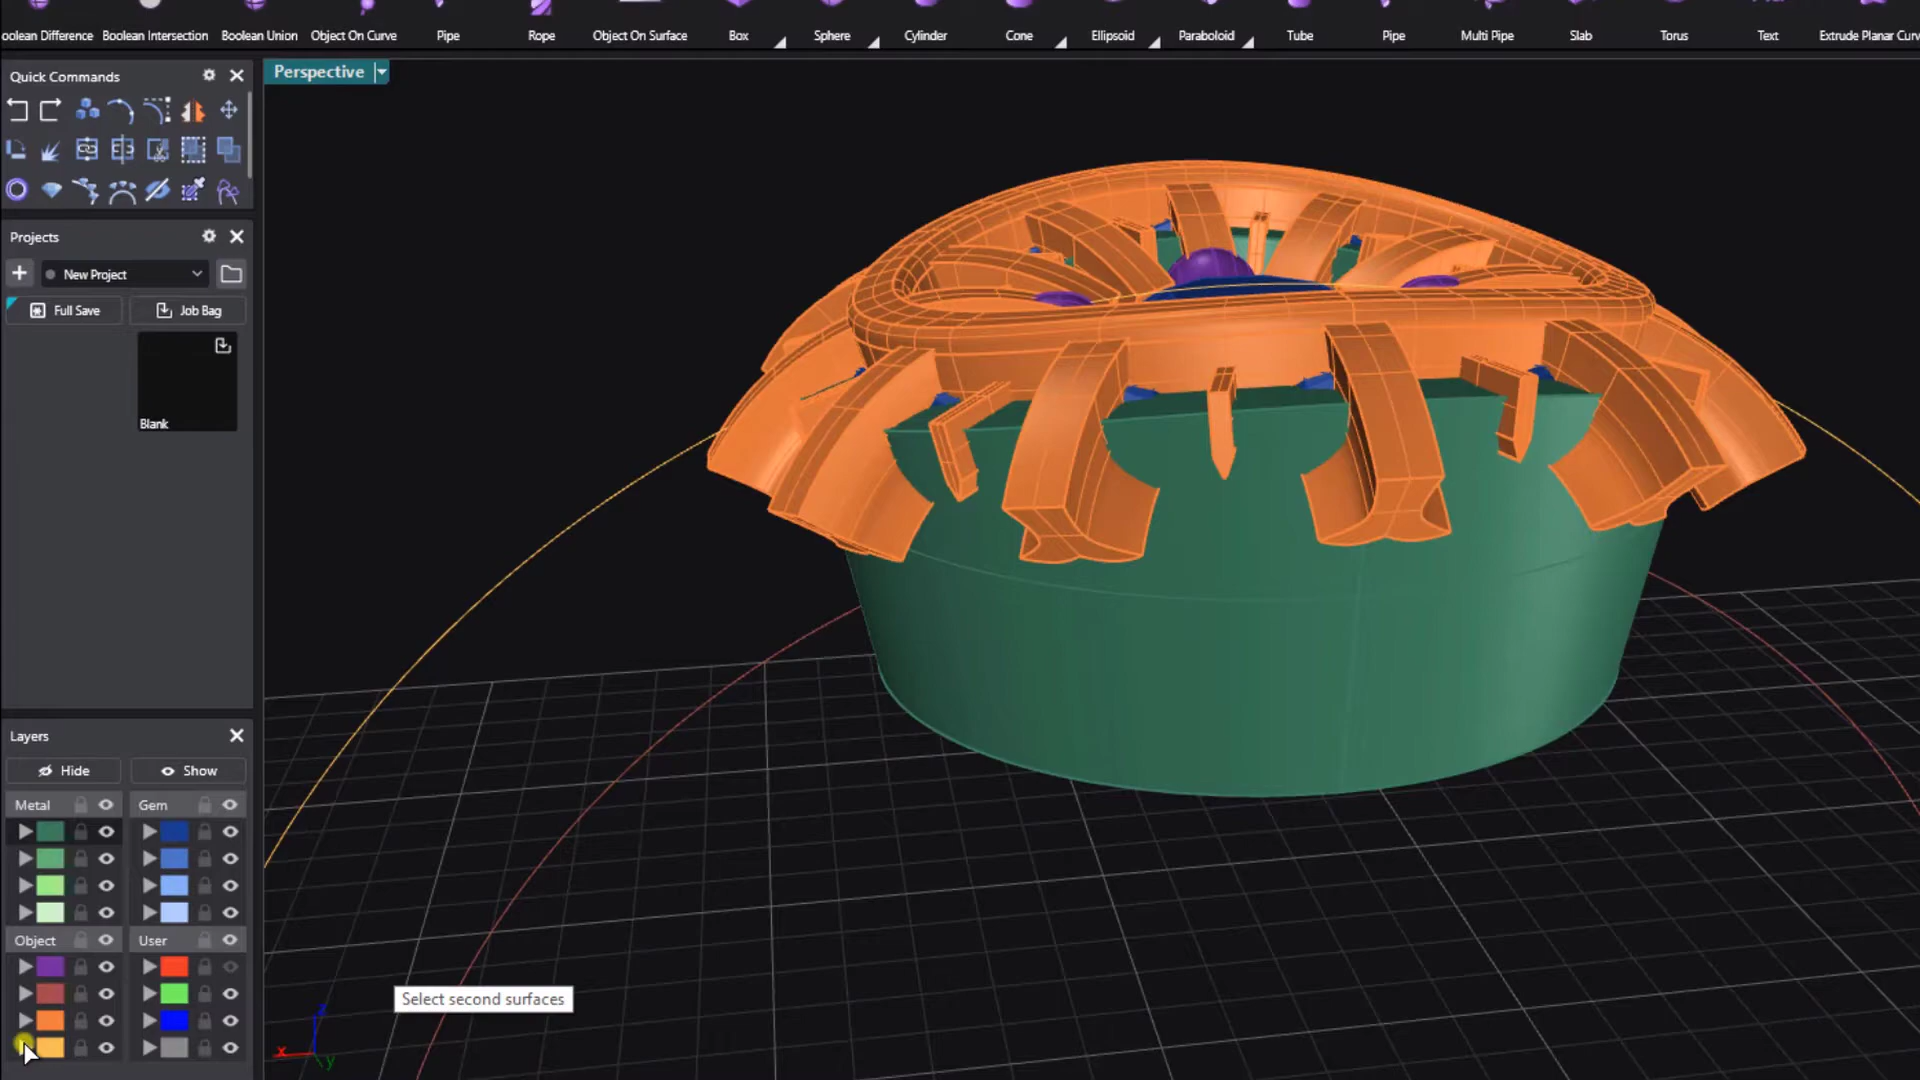 oolean Difference
Boolean Intersection
Boolean Union
Object On Curve
Pipe
Rope
Object On Surface
Box
Sphere
Cylinder
Cone
Ellipsoid
Paraboloid
Tube
Pipe
Multi Pipe
Slab
Torus
Text
Extrude Planar Curv
Quick Commands
Perspective
Projects
New Project
Full Save
Job Bag
Blank
Layers
Hide
Show
Metal
Gem
Object
User
Select second surfaces
x
y